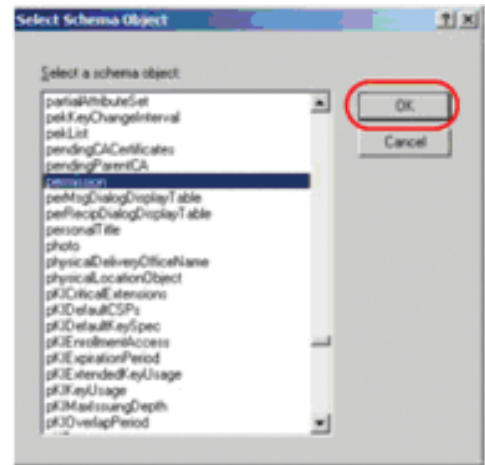 Select Schema Object
Select a schema object:
partialAttributeSet
pekKeyChangeInterval
pekList
pendingCACertificates
pendingParentCA
permission
perMsgDialogDisplayTable
perRecipDialogDisplayTable
personalTitle
photo
physicalDeliveryOfficeName
physicalLocationObject
pKICriticalExtensions
pKIDefaultCSPs
pKIDefaultKeySpec
pKIEnrollmentAccess
pKIExpirationPeriod
pKIExtendedKeyUsage
pKIKeyUsage
pKIMaxIssuingDepth
pKIOverlapPeriod
OK
Cancel